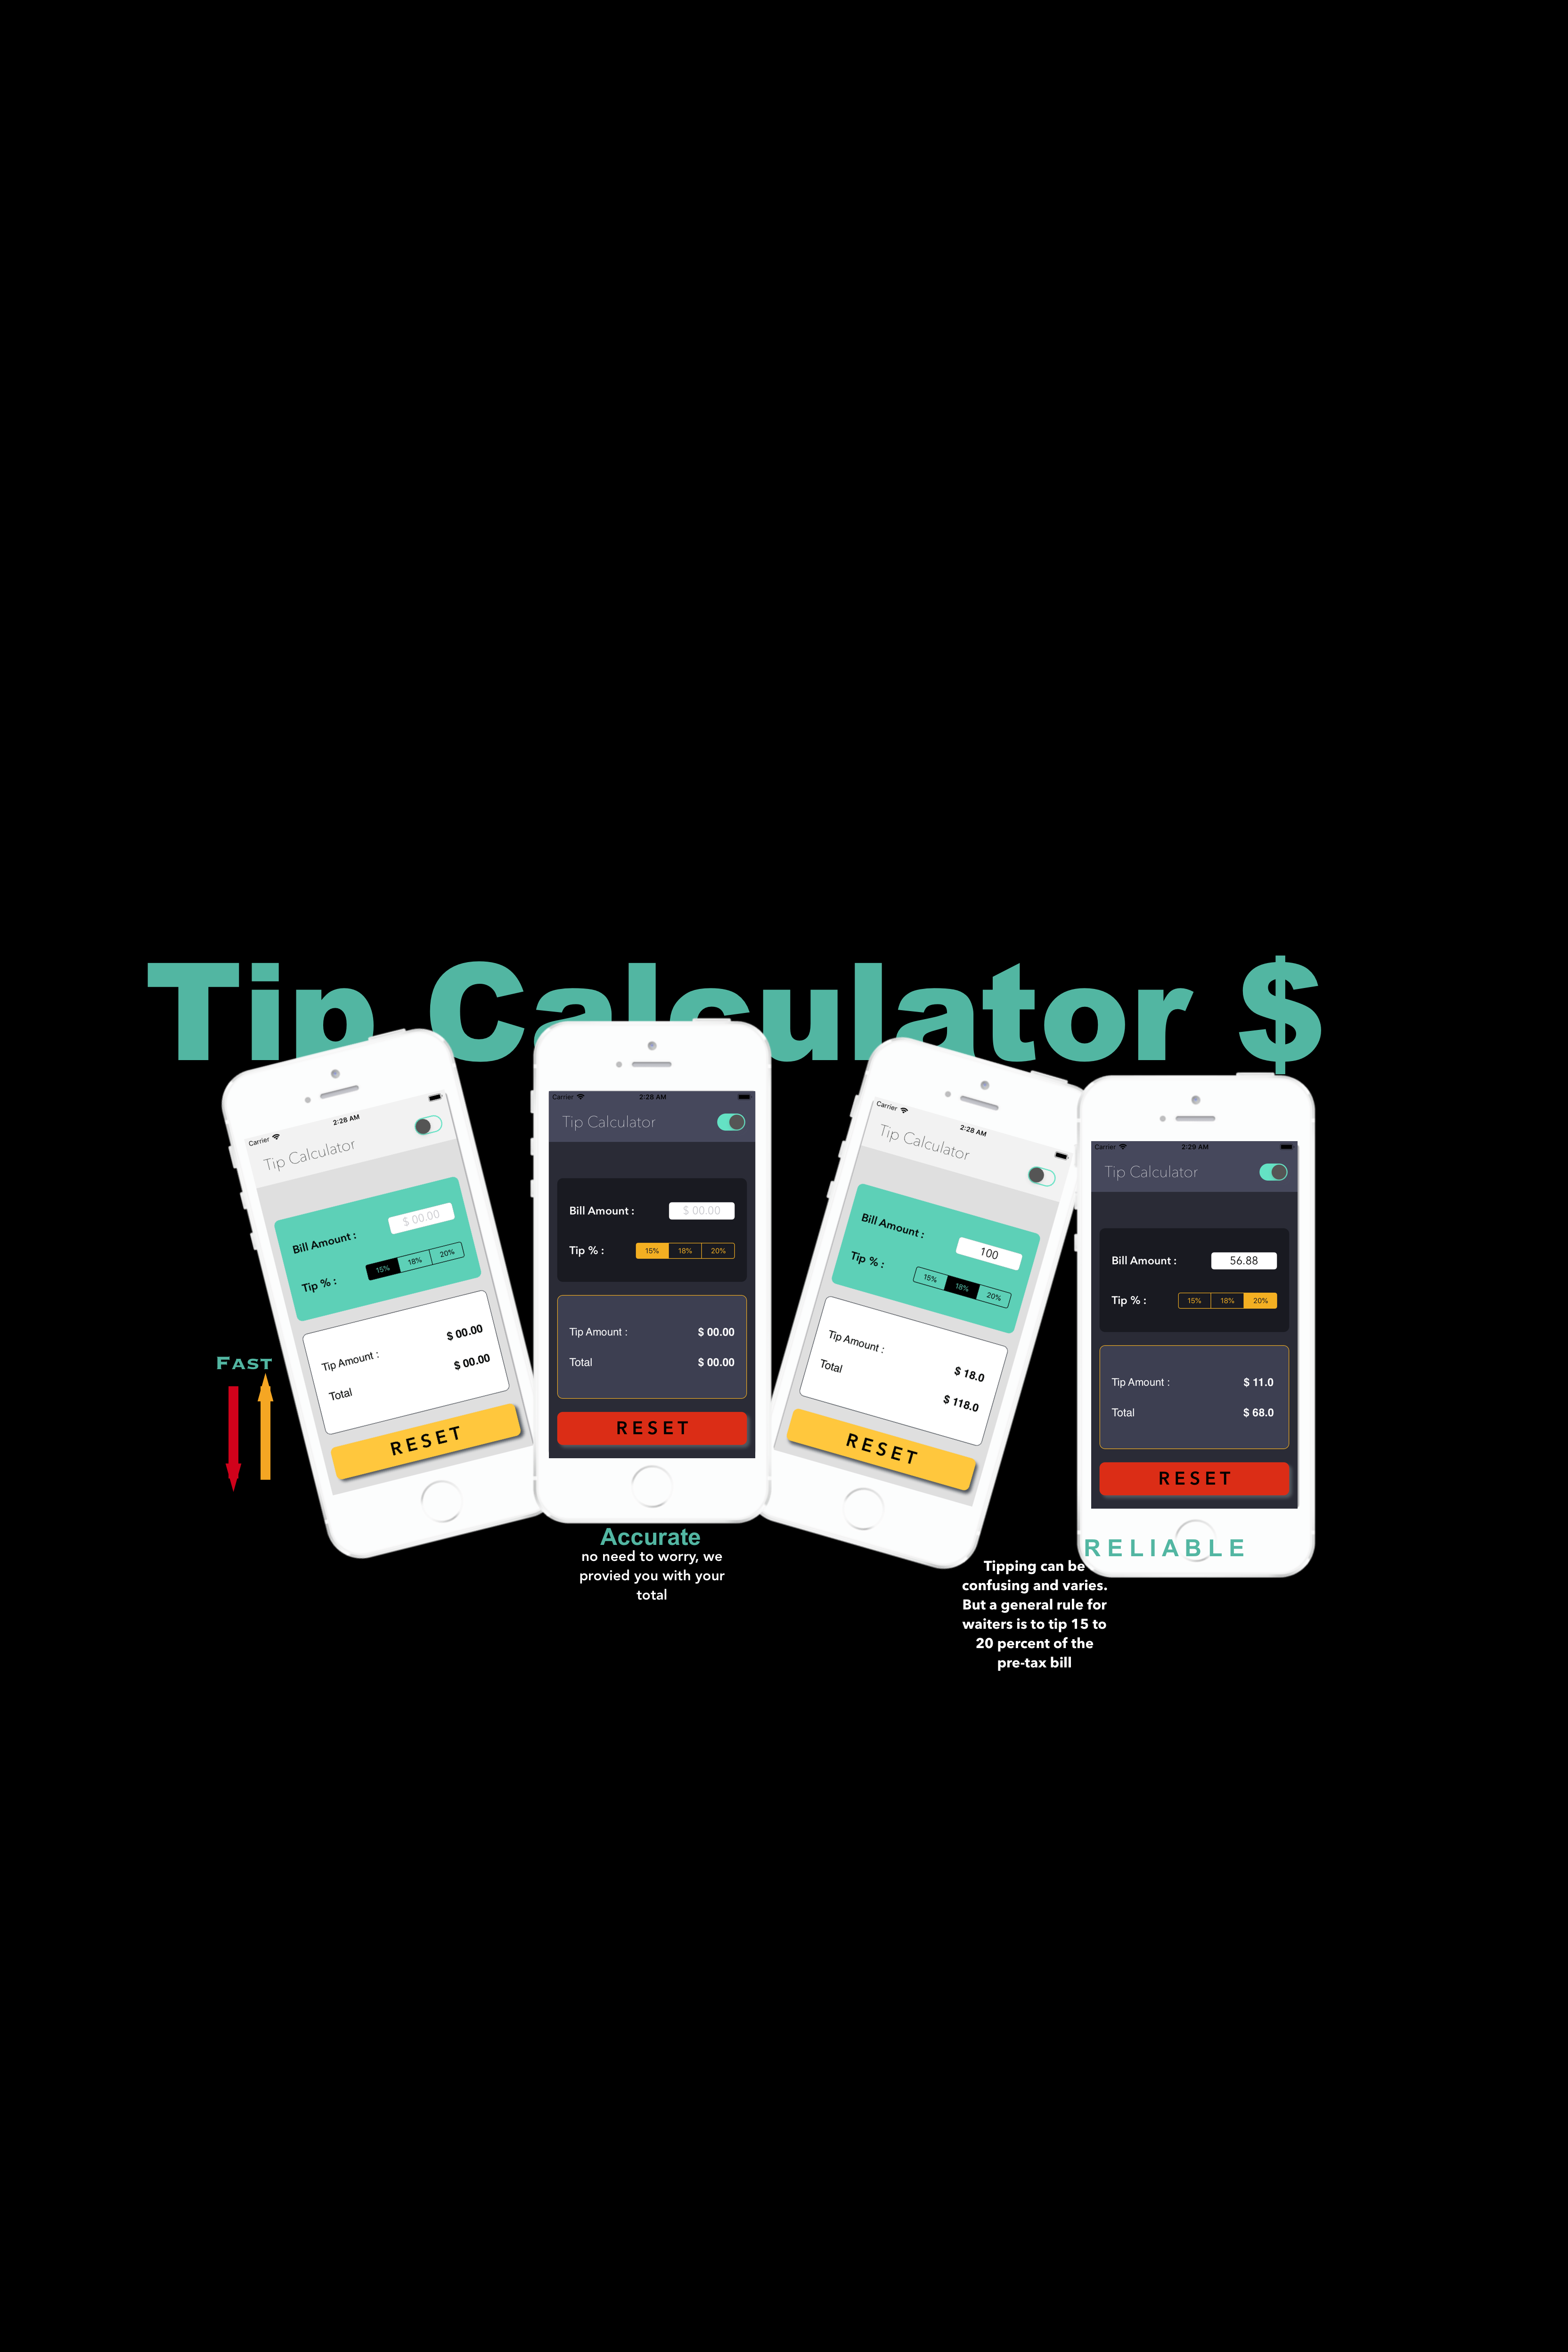 Tip Calculator $
Carrier 2:28 AM
Tip Calculator
Bill Amount : $ 00.00
Tip % : 15% 18% 20%
Tip Amount : $ 00.00
Total $ 00.00
RESET
Carrier 2:28 AM
Tip Calculator
Bill Amount : $ 00.00
Tip % : 15% 18% 20%
Tip Amount : $ 00.00
Total $ 00.00
RESET
Carrier 2:28 AM
Tip Calculator
Bill Amount : 100
Tip % : 15% 18% 20%
Tip Amount : $ 18.0
Total $ 118.0
RESET
Carrier 2:29 AM
Tip Calculator
Bill Amount : 56.88
Tip % : 15% 18% 20%
Tip Amount : $ 11.0
Total $ 68.0
RESET
FAST
Accurate
no need to worry, we
provied you with your
total
RELIABLE
Tipping can be
confusing and varies.
But a general rule for
waiters is to tip 15 to
20 percent of the
pre-tax bill